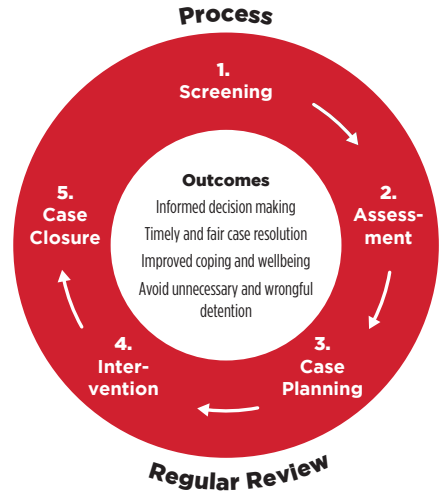 Process
1.
Screening
2.
Assess-
ment
3.
Case
Planning
4.
Inter-
vention
5.
Case
Closure
Outcomes
Informed decision making
Timely and fair case resolution
Improved coping and wellbeing
Avoid unnecessary and wrongful
detention
Regular Review